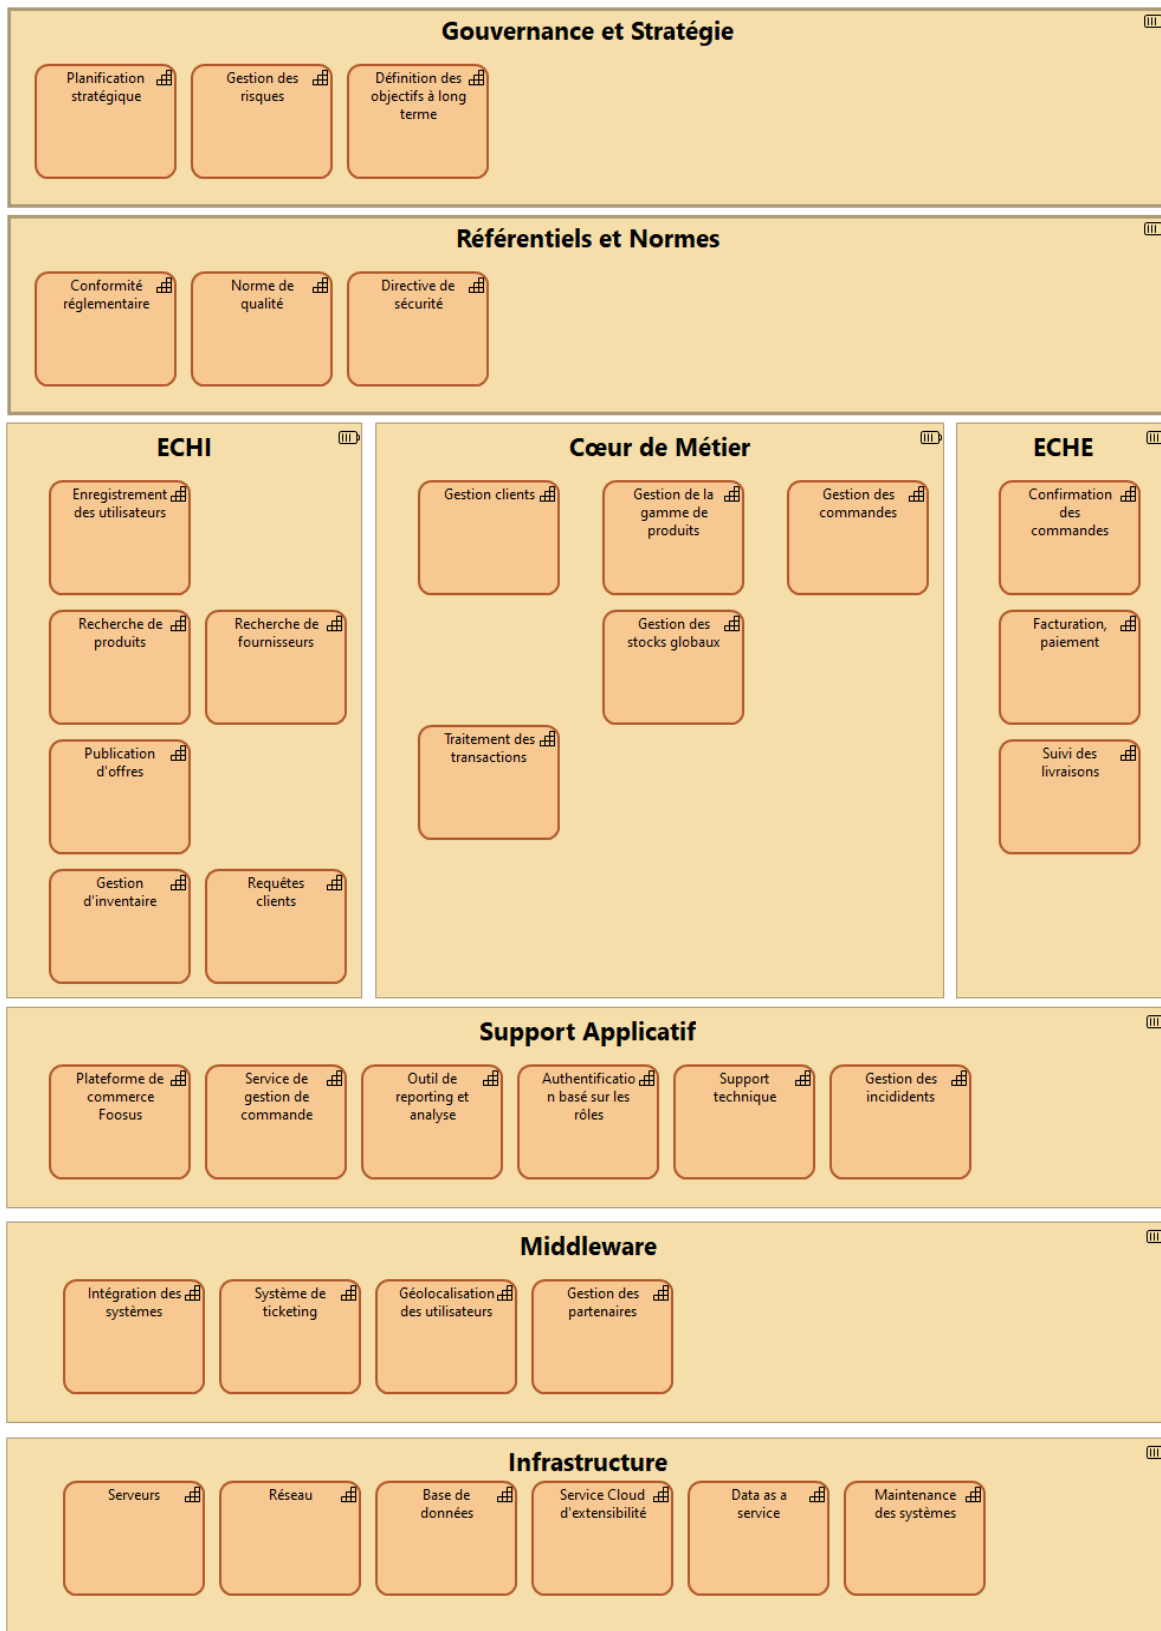 Gouvernance et Stratégie
Planification
stratégique
Gestion des
risques
Définition des
objectifs à long
terme
Référentiels et Normes
Conformité
réglementaire
Norme de
qualité
Directive de
sécurité
ECHI
Enregistrement
des utilisateurs
Recherche de
produits
Recherche de
fournisseurs
Publication
d'offres
Gestion
d'inventaire
Requêtes
clients
Cœur de Métier
Gestion clients
Gestion de la
gamme de
produits
Gestion des
commandes
Gestion des
stocks globaux
Traitement des
transactions
ECHE
Confirmation
des
commandes
Facturation,
paiement
Suivi des
livraisons
Support Applicatif
Plateforme de
commerce
Foosus
Service de
gestion de
commande
Outil de
reporting et
analyse
Authentificatio
n basé sur les
rôles
Support
technique
Gestion des
incididents
Middleware
Intégration des
systèmes
Système de
ticketing
Géolocalisation
des utilisateurs
Gestion des
partenaires
Infrastructure
Serveurs
Réseau
Base de
données
Service Cloud
d'extensibilité
Data as a
service
Maintenance
des systèmes